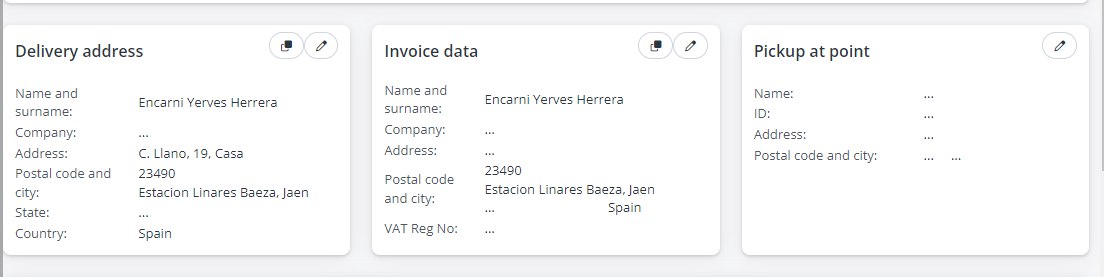 Delivery address
Name and surname: Encarni Yerves Herrera
Company: ...
Address: C. Llano, 19, Casa
Postal code and city: 23490
Estacion Linares Baeza, Jaen
State: ...
Country: Spain
Invoice data
Name and surname: Encarni Yerves Herrera
Company: ...
Address: ...
Postal code and city: 23490
Estacion Linares Baeza, Jaen
... Spain
VAT Reg No: ...
Pickup at point
Name: ...
ID: ...
Address: ...
Postal code and city: ... ...